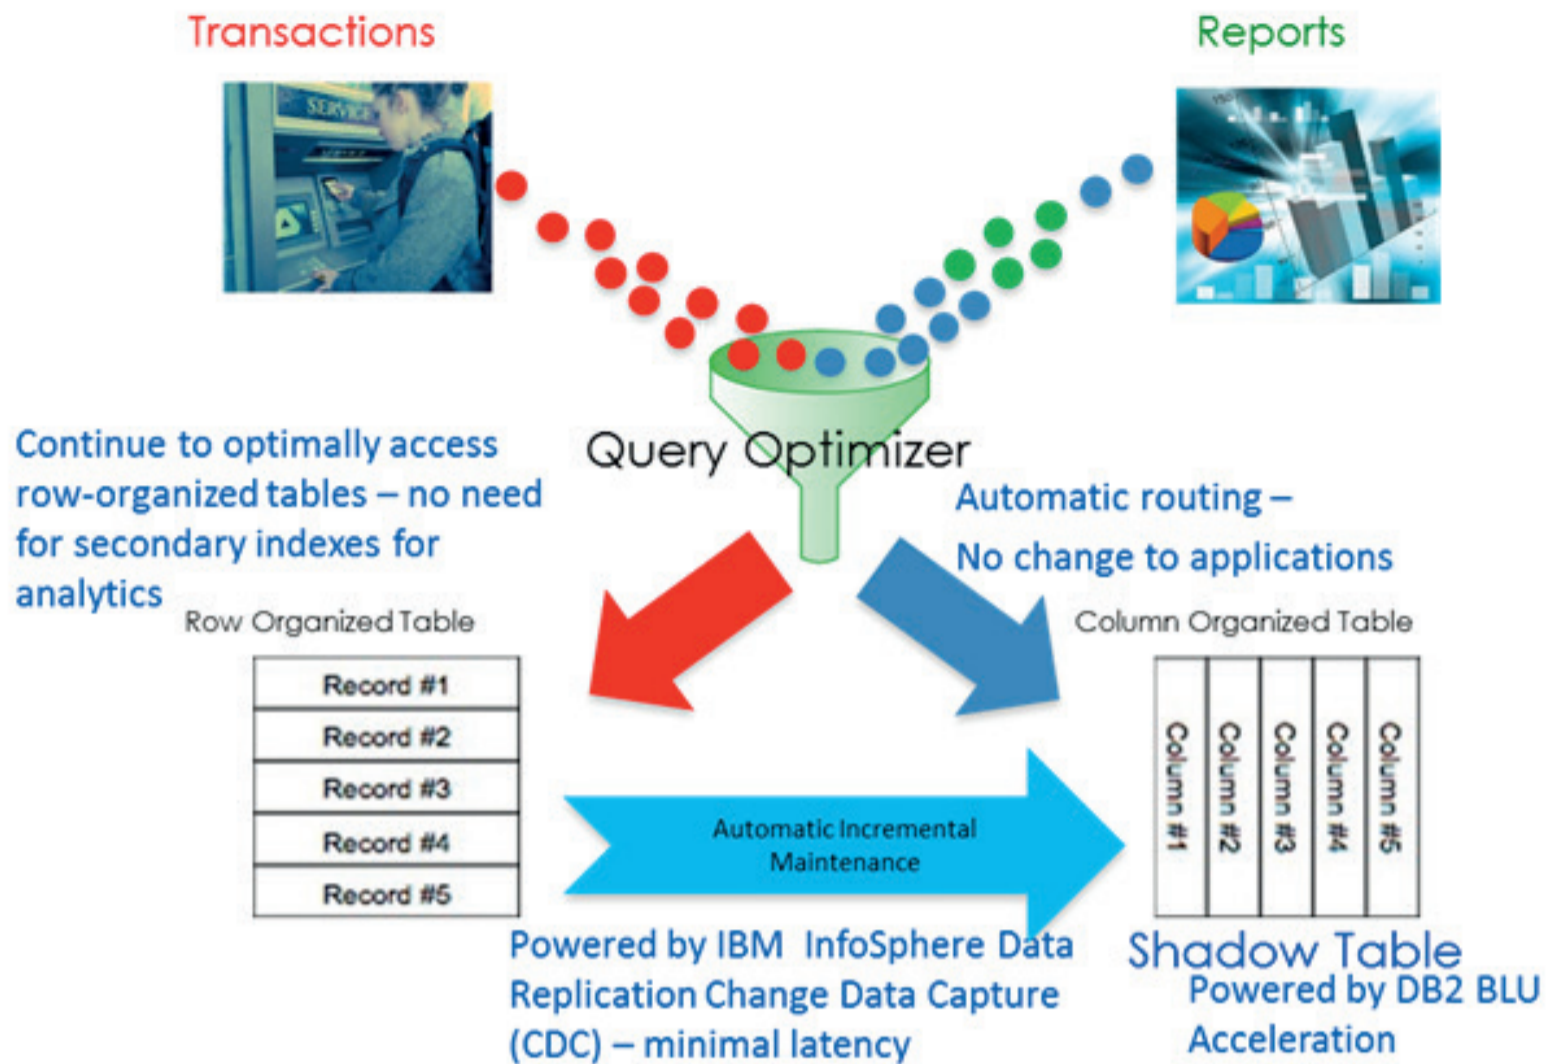 Transactions
Reports
SERVICE
Query Optimizer
Continue to optimally access
row-organized tables – no need
for secondary indexes for
analytics
Automatic routing –
No change to applications
Row Organized Table
Record #1
Record #2
Record #3
Record #4
Record #5
Column Organized Table
Column #1
Column #2
Column #3
Column #4
Column #5
Automatic Incremental
Maintenance
Powered by IBM InfoSphere Data
Replication Change Data Capture
(CDC) – minimal latency
Shadow Table
Powered by DB2 BLU
Acceleration